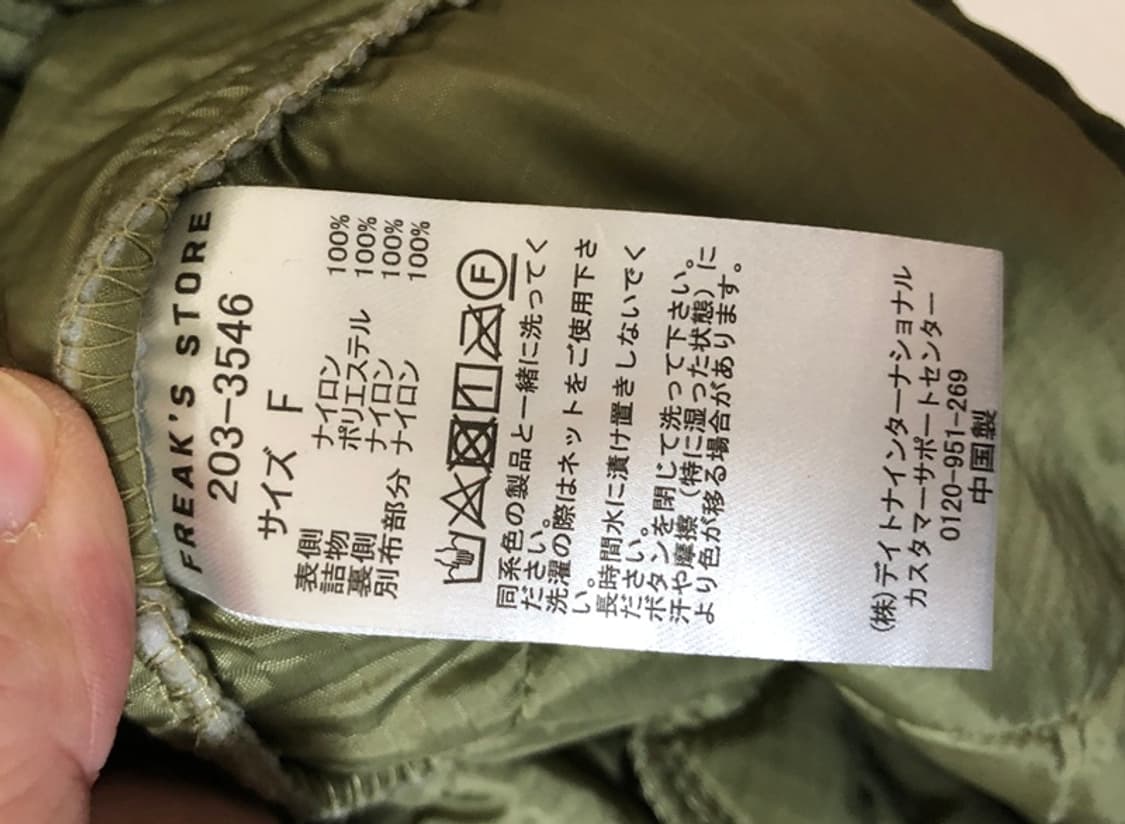 FREAK'S STORE
203-3546
サイズ F
表側 ナイロン 100%
詰物 ポリエステル 100%
裏側 ナイロン 100%
別布部分 ナイロン 100%
F
同系色の製品と一緒に洗ってく
ださい。
洗濯の際はネットをご使用下さ
い。
長時間水に漬け置きしないでく
ださい。
ボタンを閉じて洗って下さい。
汗や摩擦(特に湿った状態)に
より色が移る場合があります。
(株)デイトナインターナショナル
カスタマーサポートセンター
0120-951-269
中国製